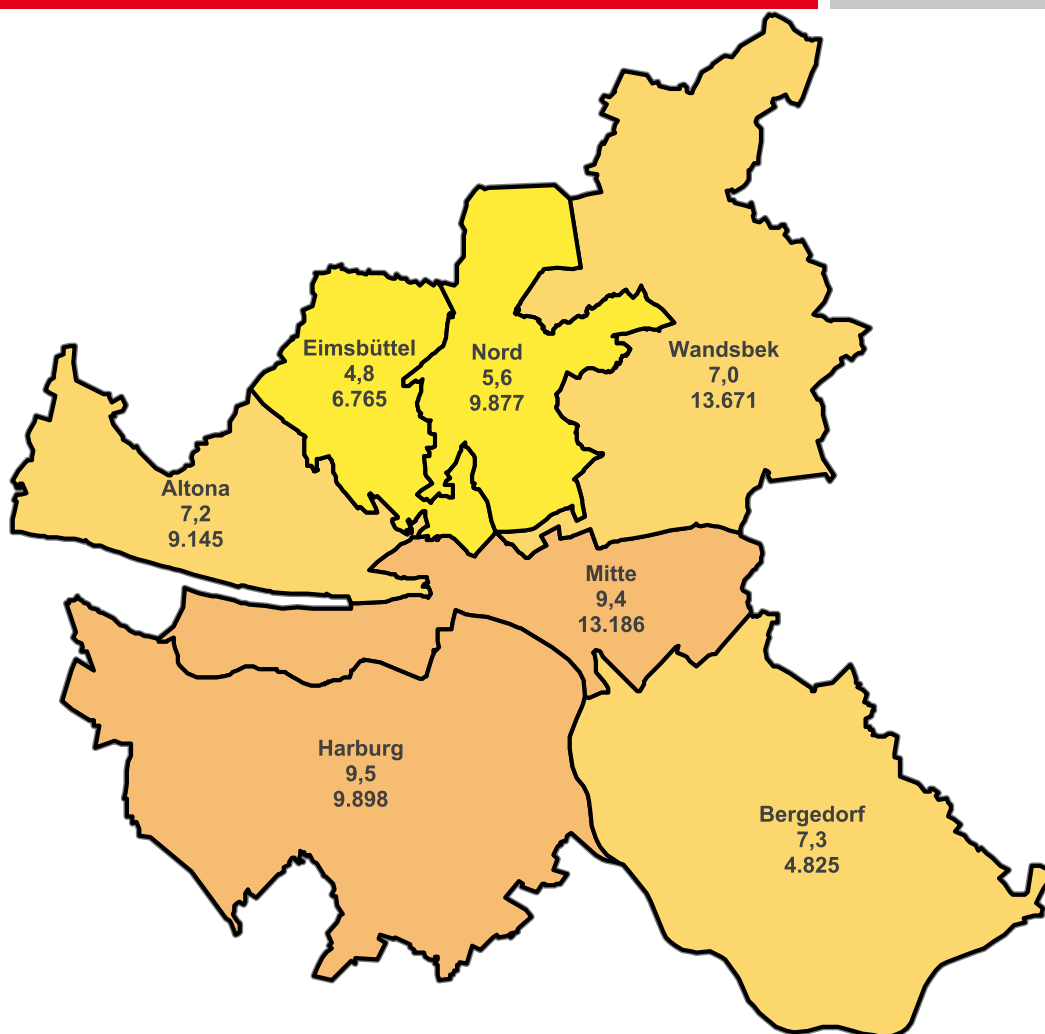 Eimsbüttel
4,8
6.765
Nord
5,6
9.877
Wandsbek
7,0
13.671
Altona
7,2
9.145
Mitte
9,4
13.186
Harburg
9,5
9.898
Bergedorf
7,3
4.825